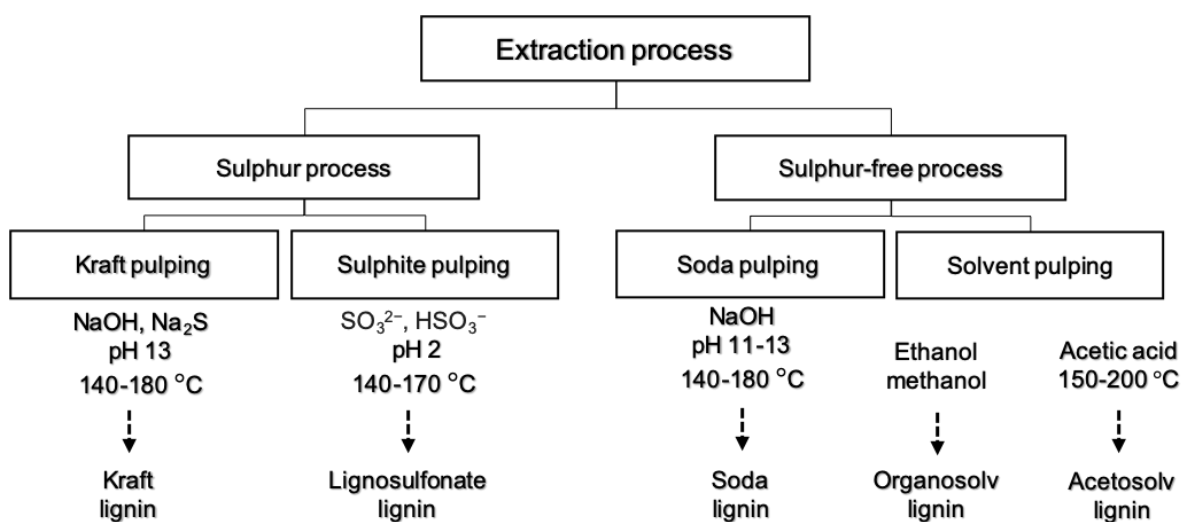 Extraction process
Sulphur process
Sulphur-free process
Kraft pulping
Sulphite pulping
Soda pulping
Solvent pulping
NaOH, Na₂S
pH 13
140-180 °C
SO₃²⁻, HSO₃⁻
pH 2
140-170 °C
NaOH
pH 11-13
140-180 °C
Ethanol
methanol
Acetic acid
150-200 °C
Kraft
lignin
Lignosulfonate
lignin
Soda
lignin
Organosolv
lignin
Acetosolv
lignin